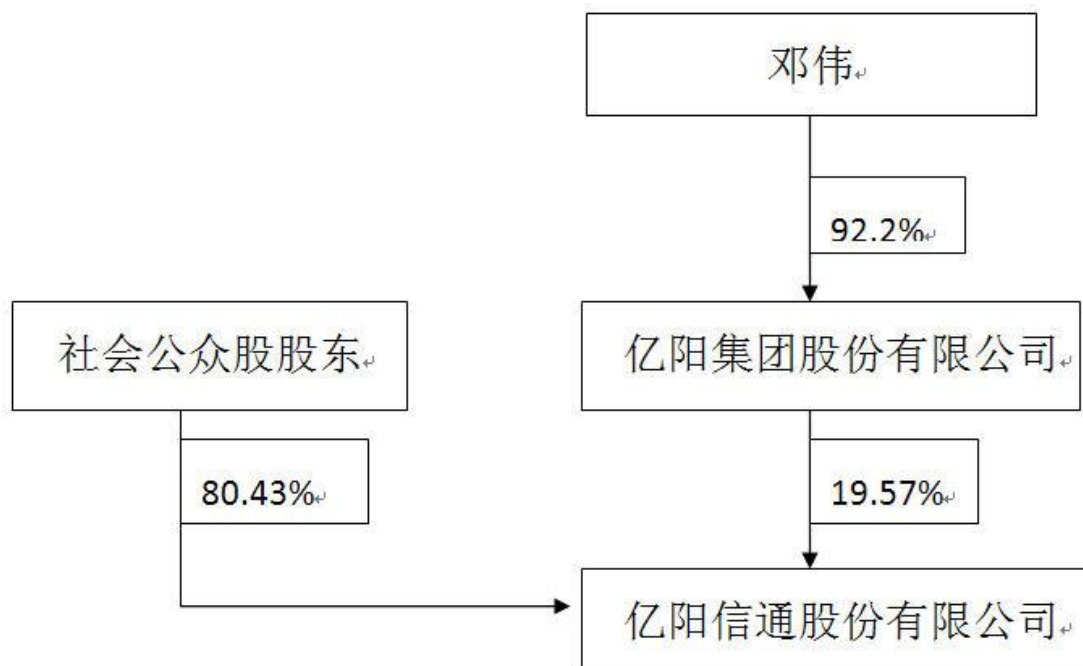 邓伟
92.2%
社会公众股股东
亿阳集团股份有限公司
80.43%
19.57%
亿阳信通股份有限公司